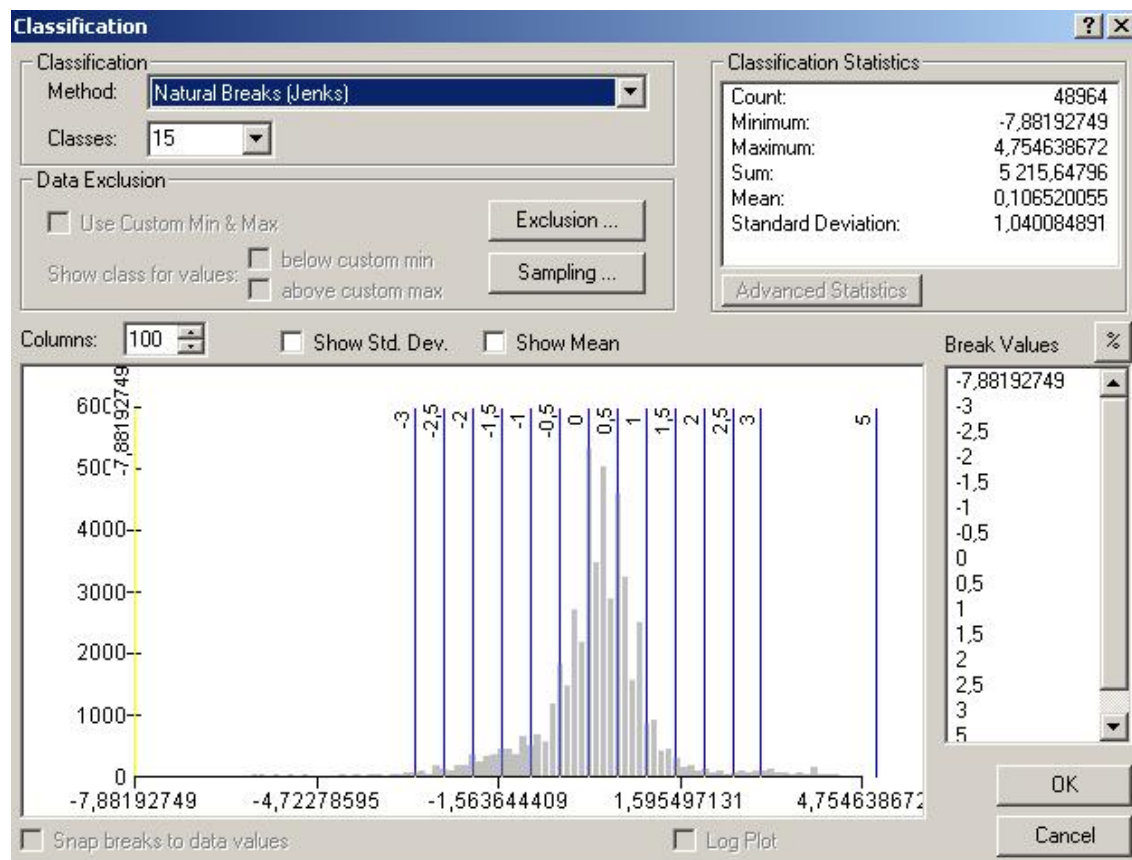 Classification
Classification
Method: Natural Breaks (Jenks)
Classes: 15
Data Exclusion
Use Custom Min & Max
Exclusion ...
Show class for values:
below custom min
above custom max
Sampling ...
Classification Statistics
Count: 48964
Minimum: -7,88192749
Maximum: 4,754638672
Sum: 5 215,64796
Mean: 0,106520055
Standard Deviation: 1,040084891
Advanced Statistics
Columns: 100 Show Std. Dev. Show Mean
Break Values %
-7,88192749
-3
-2,5
-2
-1,5
-1
-0,5
0
0,5
1
1,5
2
2,5
3
5
-7,88192749 -3 -2,5 -2 -1,5 -1 -0,5 0 0,5 1 1,5 2 2,5 3 5
4000
3000
2000
1000
0
-7,88192749 -4,72278595 -1,563644409 1,595497131 4,754638672
Snap breaks to data values Log Plot
OK
Cancel